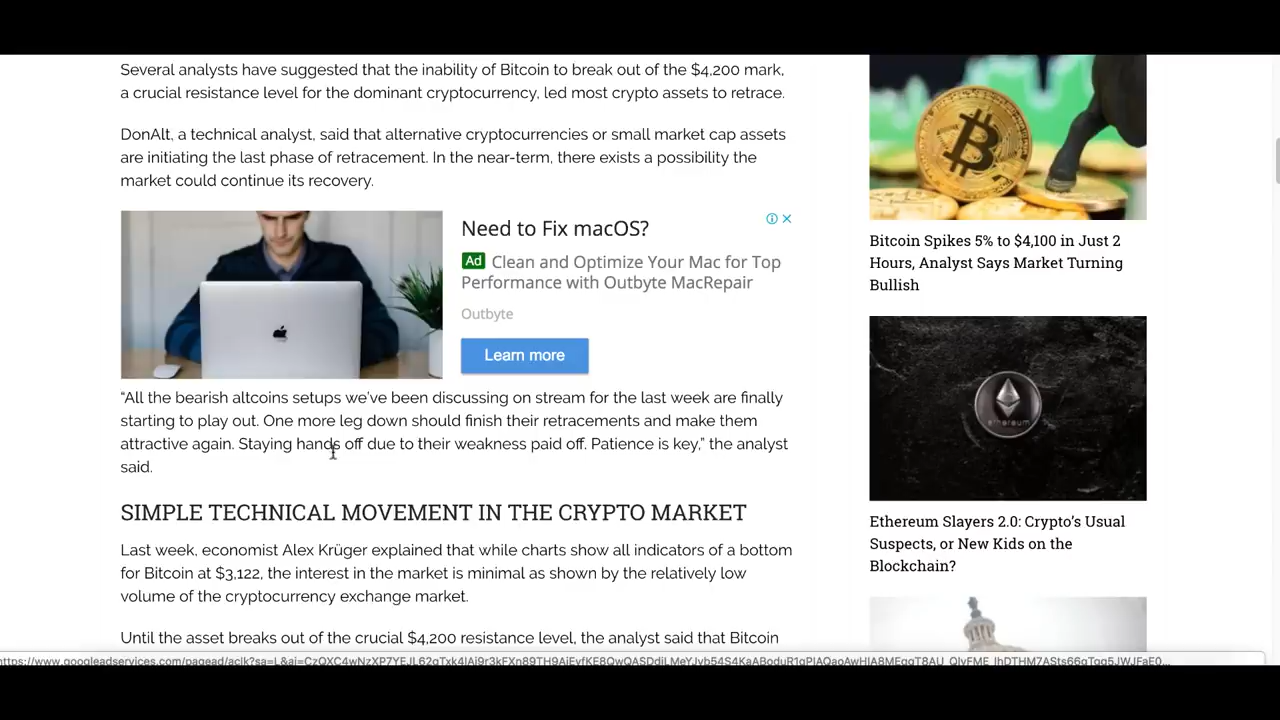 Several analysts have suggested that the inability of Bitcoin to break out of the $4,200 mark,
a crucial resistance level for the dominant cryptocurrency, led most crypto assets to retrace.
DonAlt, a technical analyst, said that alternative cryptocurrencies or small market cap assets
are initiating the last phase of retracement. In the near-term, there exists a possibility the
market could continue its recovery.
Need to Fix macOS?
Ad Clean and Optimize Your Mac for Top
Performance with Outbyte MacRepair
Outbyte
Learn more
“All the bearish altcoins setups we’ve been discussing on stream for the last week are finally
starting to play out. One more leg down should finish their retracements and make them
attractive again. Staying hands off due to their weakness paid off. Patience is key,” the analyst
said.
SIMPLE TECHNICAL MOVEMENT IN THE CRYPTO MARKET
Last week, economist Alex Krüger explained that while charts show all indicators of a bottom
for Bitcoin at $3,122, the interest in the market is minimal as shown by the relatively low
volume of the cryptocurrency exchange market.
Until the asset breaks out of the crucial $4,200 resistance level, the analyst said that Bitcoin
Bitcoin Spikes 5% to $4,100 in Just 2
Hours, Analyst Says Market Turning
Bullish
ethereum
Ethereum Slayers 2.0: Crypto’s Usual
Suspects, or New Kids on the
Blockchain?